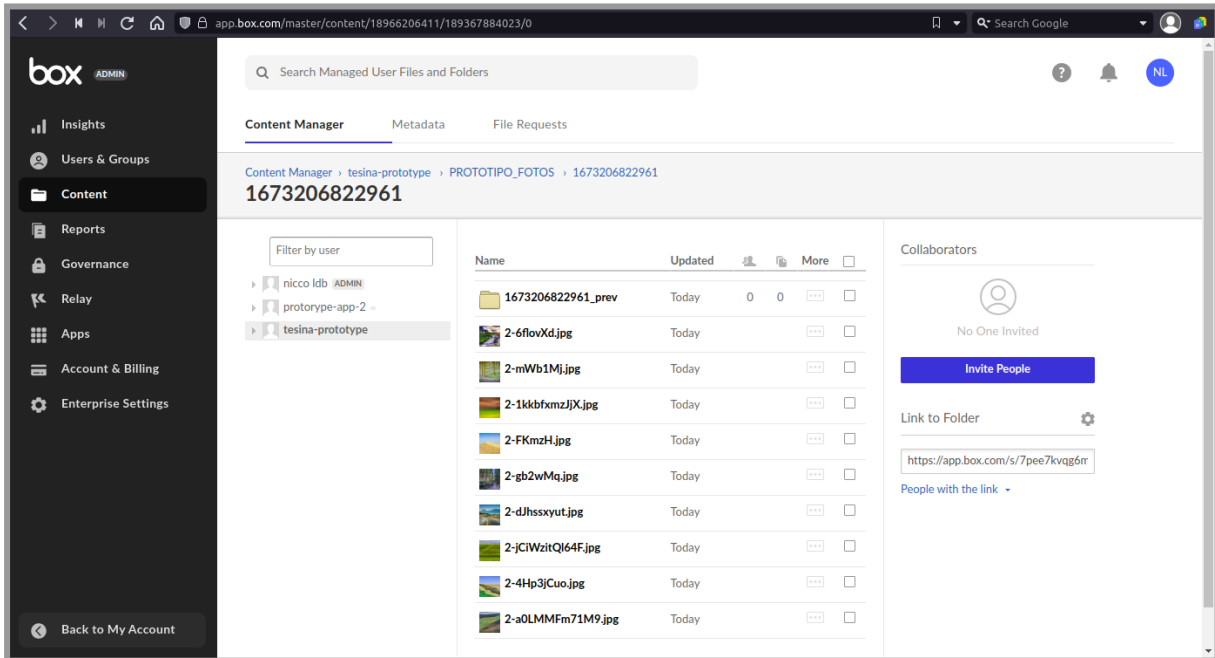 app.box.com/master/content/18966206411/189367884023/0
Search Google
box ADMIN
Insights
Users & Groups
Content
Reports
Governance
Relay
Apps
Account & Billing
Enterprise Settings
Back to My Account
Search Managed User Files and Folders
?
NL
Content Manager Metadata File Requests
Content Manager › tesina-prototype › PROTOTIPO_FOTOS › 1673206822961
1673206822961
Filter by user
nicco ldb ADMIN
protorype-app-2
tesina-prototype
Name Updated More
1673206822961_prev Today 0 0
2-6flovXd.jpg Today
2-mWb1Mj.jpg Today
2-1kkbfxmzJjX.jpg Today
2-FKmzH.jpg Today
2-gb2wMq.jpg Today
2-dJhssxyut.jpg Today
2-jCiWzitQl64F.jpg Today
2-4Hp3jCuo.jpg Today
2-a0LMMFm71M9.jpg Today
Collaborators
No One Invited
Invite People
Link to Folder
https://app.box.com/s/7pee7kvqg6m
People with the link